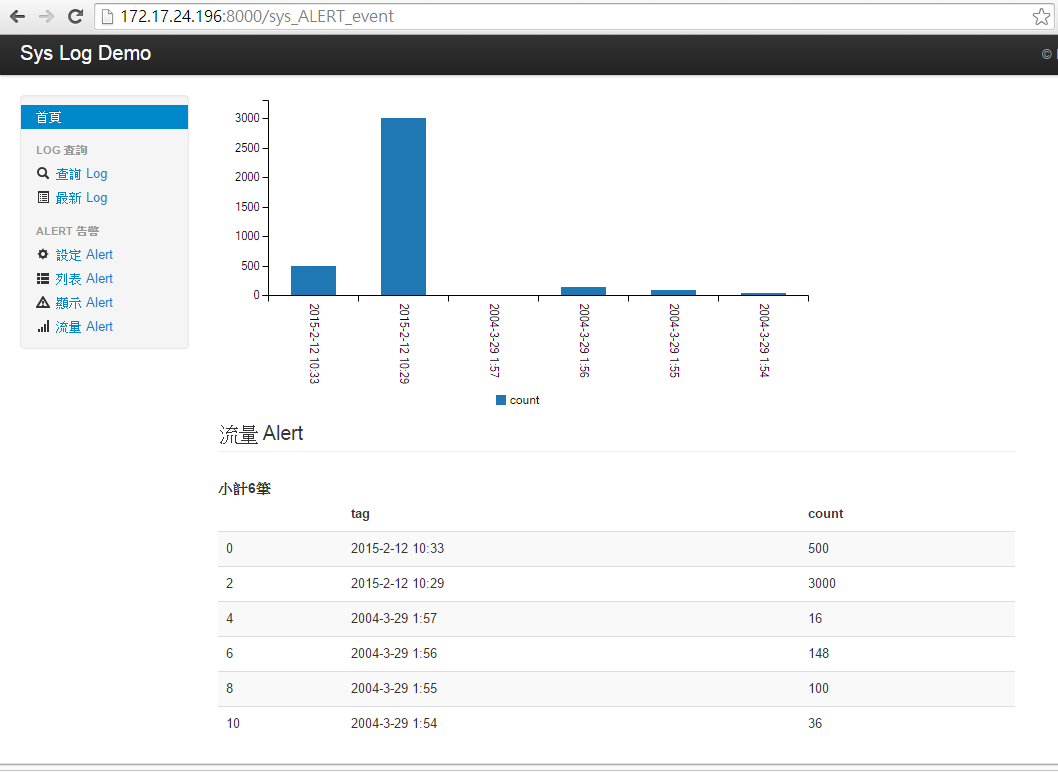 172.17.24.196:8000/sys_ALERT_event
Sys Log Demo
©
首頁
LOG 查詢
查詢 Log
最新 Log
ALERT 告警
設定 Alert
列表 Alert
顯示 Alert
流量 Alert
3000
2500
2000
1500
1000
500
0
2015-2-12 10:33
2015-2-12 10:29
2004-3-29 1:57
2004-3-29 1:56
2004-3-29 1:55
2004-3-29 1:54
count
流量 Alert
小計6筆
tag count
0 2015-2-12 10:33 500
2 2015-2-12 10:29 3000
4 2004-3-29 1:57 16
6 2004-3-29 1:56 148
8 2004-3-29 1:55 100
10 2004-3-29 1:54 36